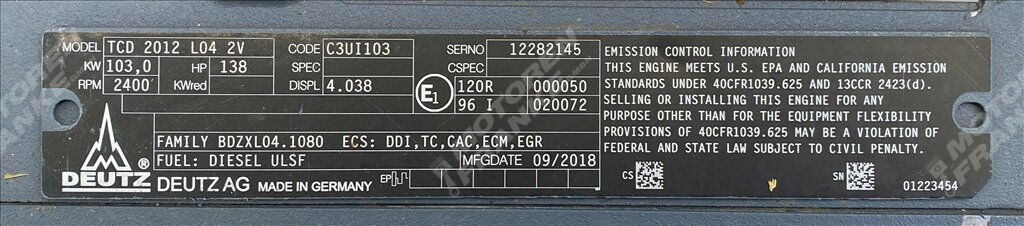 MODEL TCD 2012 L04 2V CODE C3UI103 SERNO 12282145
KW 103,0 HP 138 SPEC CSPEC
RPM 2400 KWred DISPL 4.038 E1 120R 000050
96 I 020072
FAMILY BDZXL04.1080 ECS: DDI,TC,CAC,ECM,EGR
FUEL: DIESEL ULSF MFGDATE 09/2018
DEUTZ ® DEUTZ AG MADE IN GERMANY EP
EMISSION CONTROL INFORMATION
THIS ENGINE MEETS U.S. EPA AND CALIFORNIA EMISSION
STANDARDS UNDER 40CFR1039.625 AND 13CCR 2423(d).
SELLING OR INSTALLING THIS ENGINE FOR ANY
PURPOSE OTHER THAN FOR THE EQUIPMENT FLEXIBILITY
PROVISIONS OF 40CFR1039.625 MAY BE A VIOLATION OF
FEDERAL AND STATE LAW SUBJECT TO CIVIL PENALTY.
CS SN
01223454